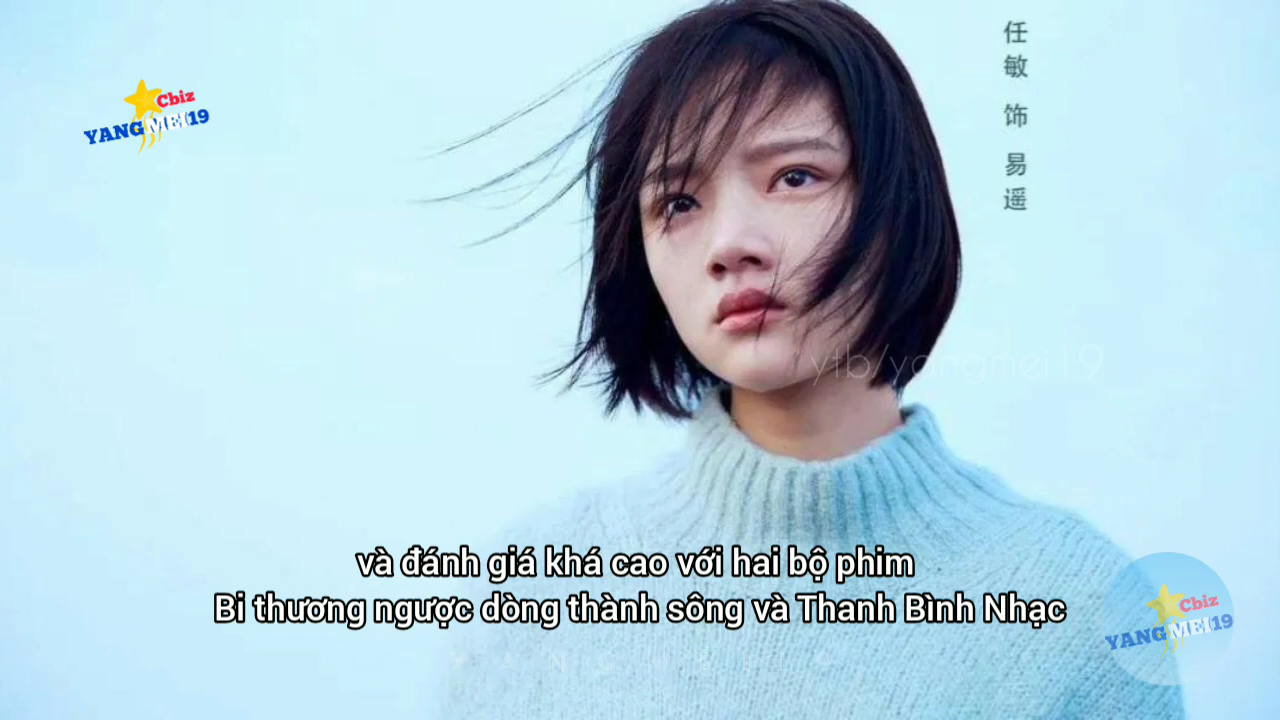 Cbiz
YANGMEI19
任敏 饰 易遥
ytb/yangmei19
và đánh giá khá cao với hai bộ phim
Bi thương ngược dòng thành sông và Thanh Bình Nhạc
YANGMEI19
Cbiz
YANGMEI19